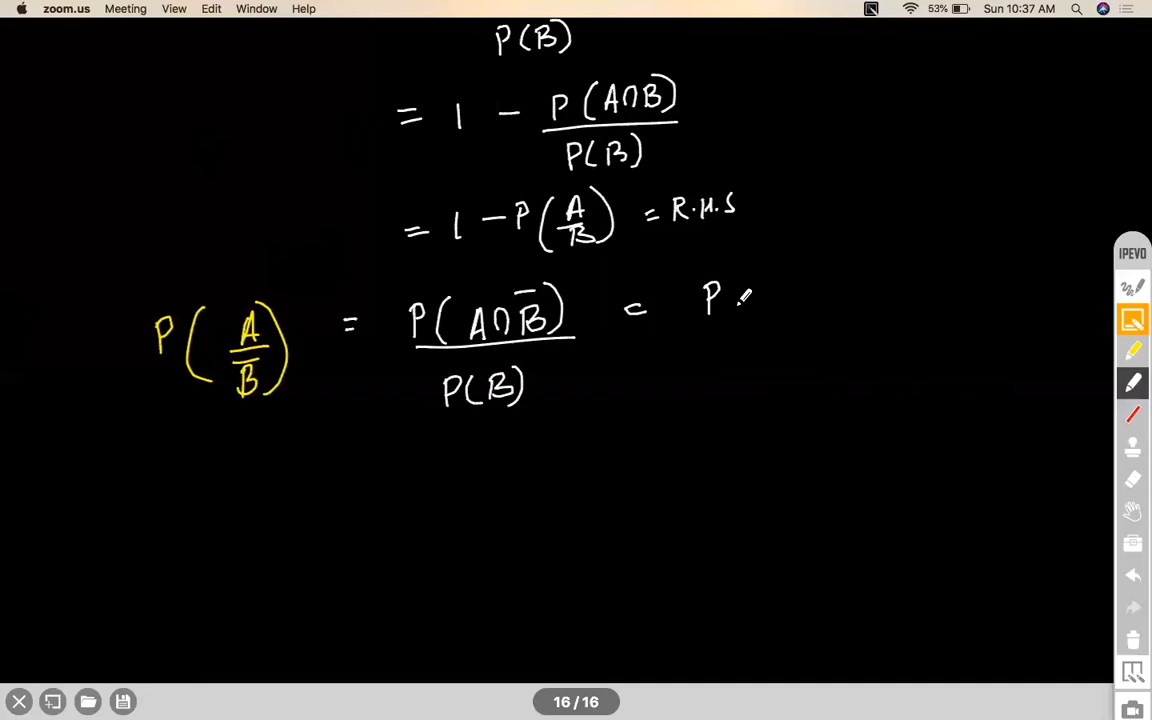 zoom.us Meeting View Edit Window Help 53% Sun 10:37 AM
P(B)
= 1 - P(A∩B)
P(B)
= 1 - P(A/B) = R.H.S
IPEVO
P(A/B̅) = P(A∩B̅) = P
P(B)
16/16